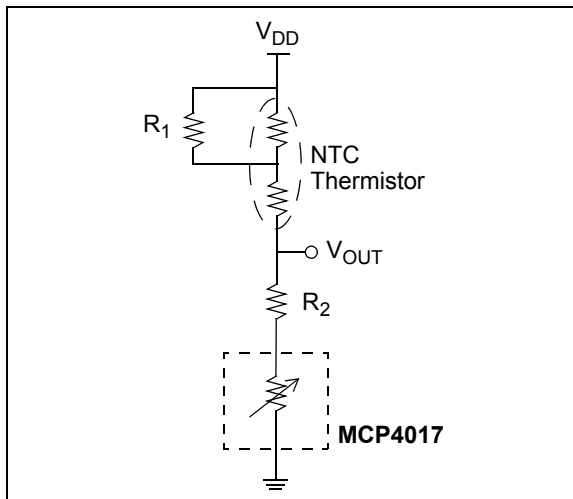 V_DD
R_1
NTC
Thermistor
V_OUT
R_2
MCP4017